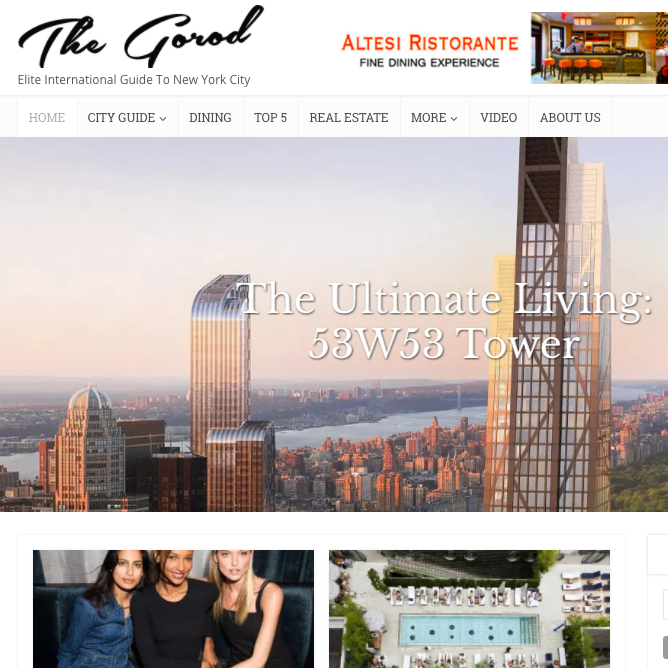 The Gorod
Elite International Guide To New York City
ALTESI RISTORANTE
FINE DINING EXPERIENCE
HOME
CITY GUIDE
DINING
TOP 5
REAL ESTATE
MORE
VIDEO
ABOUT US
The Ultimate Living:
53W53 Tower